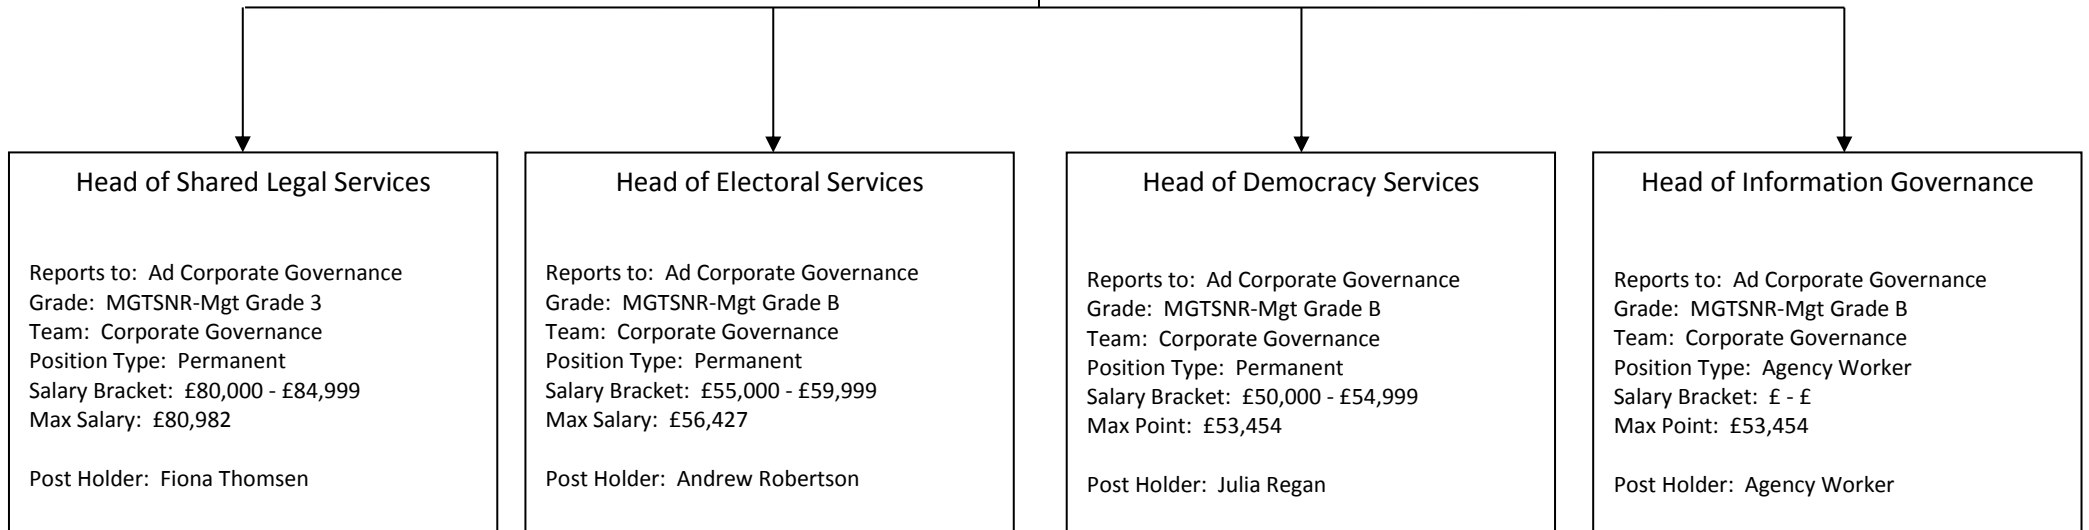 Head of Shared Legal Services
Reports to: Ad Corporate Governance
Grade: MGTSNR-Mgt Grade 3
Team: Corporate Governance
Position Type: Permanent
Salary Bracket: £80,000 - £84,999
Max Salary: £80,982
Post Holder: Fiona Thomsen
Head of Electoral Services
Reports to: Ad Corporate Governance
Grade: MGTSNR-Mgt Grade B
Team: Corporate Governance
Position Type: Permanent
Salary Bracket: £55,000 - £59,999
Max Salary: £56,427
Post Holder: Andrew Robertson
Head of Democracy Services
Reports to: Ad Corporate Governance
Grade: MGTSNR-Mgt Grade B
Team: Corporate Governance
Position Type: Permanent
Salary Bracket: £50,000 - £54,999
Max Point: £53,454
Post Holder: Julia Regan
Head of Information Governance
Reports to: Ad Corporate Governance
Grade: MGTSNR-Mgt Grade B
Team: Corporate Governance
Position Type: Agency Worker
Salary Bracket: £ - £
Max Point: £53,454
Post Holder: Agency Worker